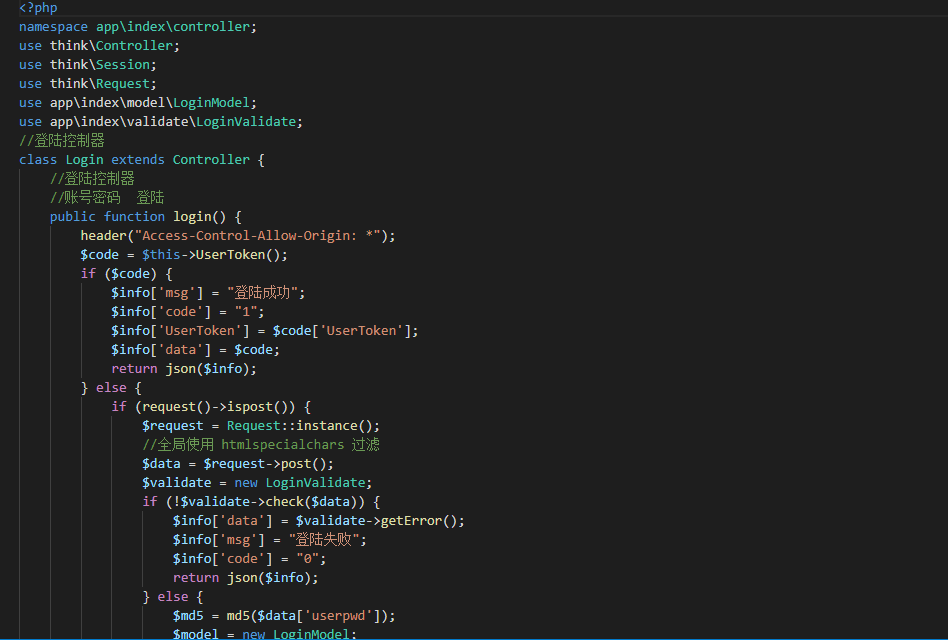 <?php
namespace app\index\controller;
use think\Controller;
use think\Session;
use think\Request;
use app\index\model\LoginModel;
use app\index\validate\LoginValidate;
//登陆控制器
class Login extends Controller {
    //登陆控制器
    //账号密码  登陆
    public function login() {
        header("Access-Control-Allow-Origin: *");
        $code = $this->UserToken();
        if ($code) {
            $info['msg'] = "登陆成功";
            $info['code'] = "1";
            $info['UserToken'] = $code['UserToken'];
            $info['data'] = $code;
            return json($info);
        } else {
            if (request()->ispost()) {
                $request = Request::instance();
                //全局使用 htmlspecialchars 过滤
                $data = $request->post();
                $validate = new LoginValidate;
                if (!$validate->check($data)) {
                    $info['data'] = $validate->getError();
                    $info['msg'] = "登陆失败";
                    $info['code'] = "0";
                    return json($info);
                } else {
                    $md5 = md5($data['userpwd']);
                    $model = new LoginModel;